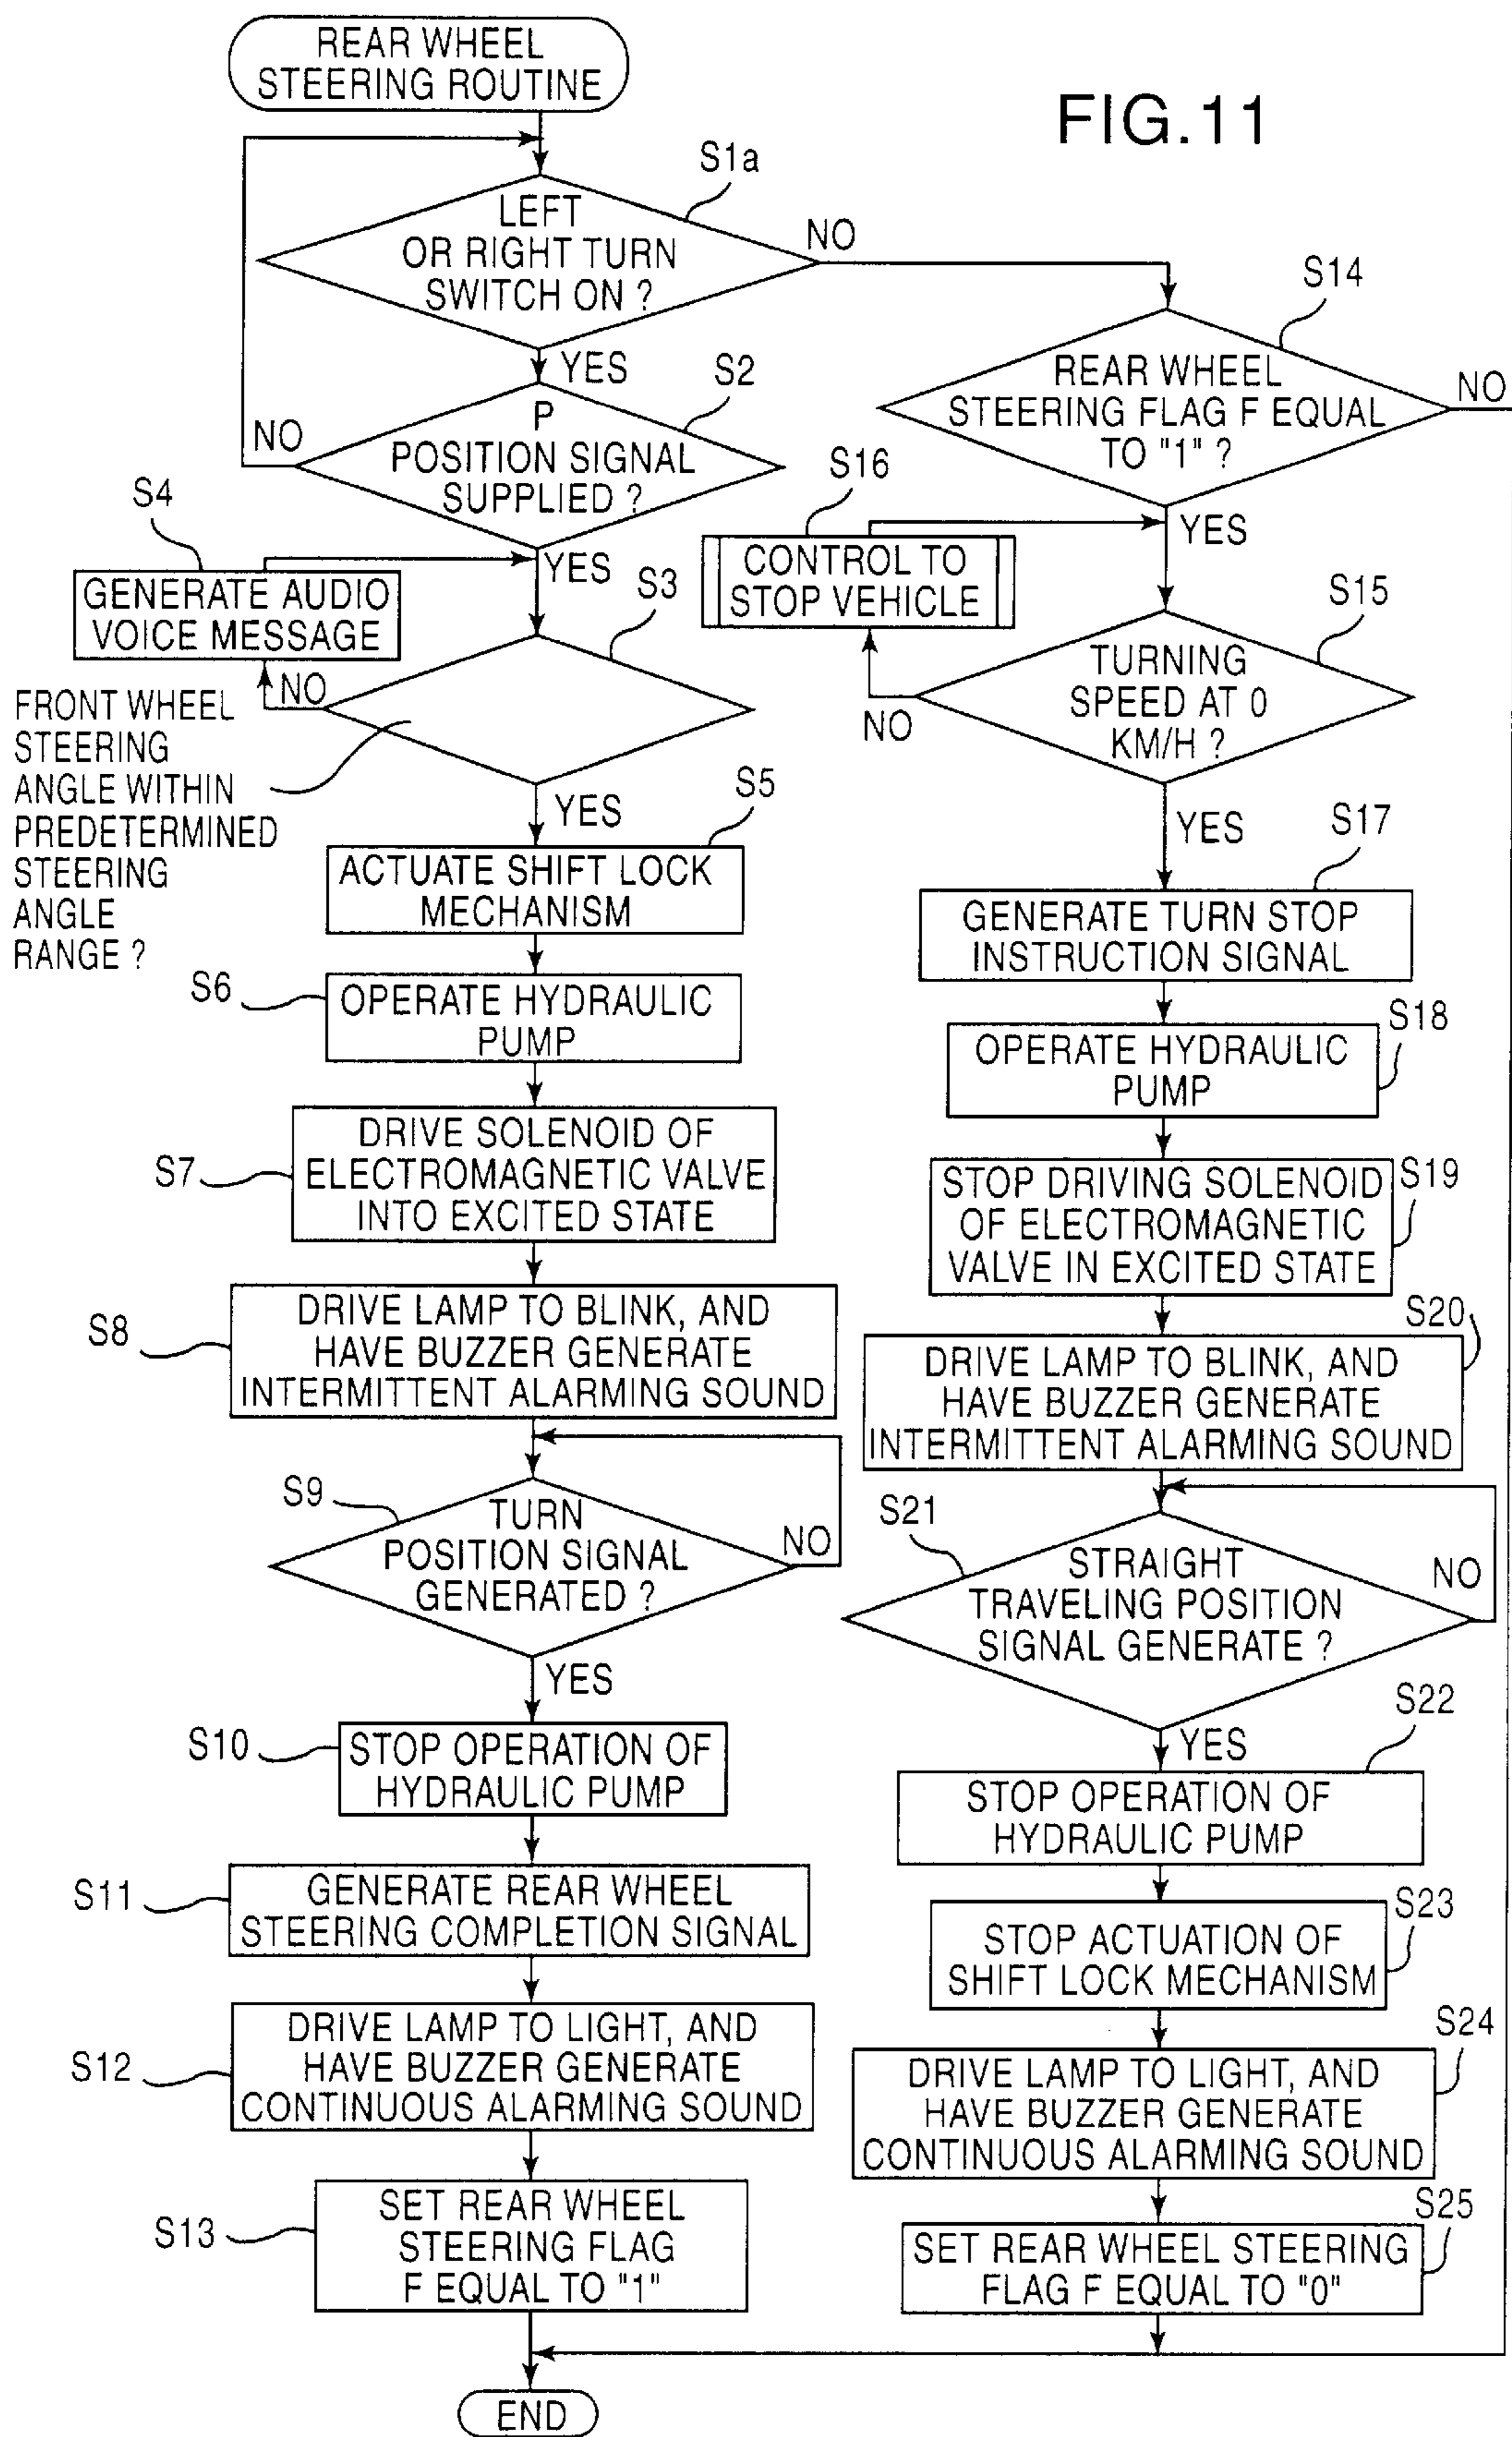 REAR WHEEL
STEERING ROUTINE
FIG.11
S1a
LEFT
OR RIGHT TURN
SWITCH ON ?
NO
YES
S2
P
POSITION SIGNAL
SUPPLIED ?
NO
YES
S4
GENERATE AUDIO
VOICE MESSAGE
S3
NO
FRONT WHEEL
STEERING
ANGLE WITHIN
PREDETERMINED
STEERING
ANGLE
RANGE ?
YES
S5
ACTUATE SHIFT LOCK
MECHANISM
S6
OPERATE HYDRAULIC
PUMP
S7
DRIVE SOLENOID OF
ELECTROMAGNETIC VALVE
INTO EXCITED STATE
S8
DRIVE LAMP TO BLINK, AND
HAVE BUZZER GENERATE
INTERMITTENT ALARMING SOUND
S9
TURN
POSITION SIGNAL
GENERATED ?
NO
YES
S10
STOP OPERATION OF
HYDRAULIC PUMP
S11
GENERATE REAR WHEEL
STEERING COMPLETION SIGNAL
S12
DRIVE LAMP TO LIGHT, AND
HAVE BUZZER GENERATE
CONTINUOUS ALARMING SOUND
S13
SET REAR WHEEL
STEERING FLAG
F EQUAL TO "1"
END
S14
REAR WHEEL
STEERING FLAG F EQUAL
TO "1" ?
NO
YES
S16
CONTROL TO
STOP VEHICLE
S15
TURNING
SPEED AT 0
KM/H ?
NO
YES
S17
GENERATE TURN STOP
INSTRUCTION SIGNAL
S18
OPERATE HYDRAULIC
PUMP
S19
STOP DRIVING SOLENOID
OF ELECTROMAGNETIC
VALVE IN EXCITED STATE
S20
DRIVE LAMP TO BLINK, AND
HAVE BUZZER GENERATE
INTERMITTENT ALARMING SOUND
S21
STRAIGHT
TRAVELING POSITION
SIGNAL GENERATE ?
NO
YES
S22
STOP OPERATION OF
HYDRAULIC PUMP
S23
STOP ACTUATION OF
SHIFT LOCK MECHANISM
S24
DRIVE LAMP TO LIGHT, AND
HAVE BUZZER GENERATE
CONTINUOUS ALARMING SOUND
S25
SET REAR WHEEL STEERING
FLAG F EQUAL TO "0"